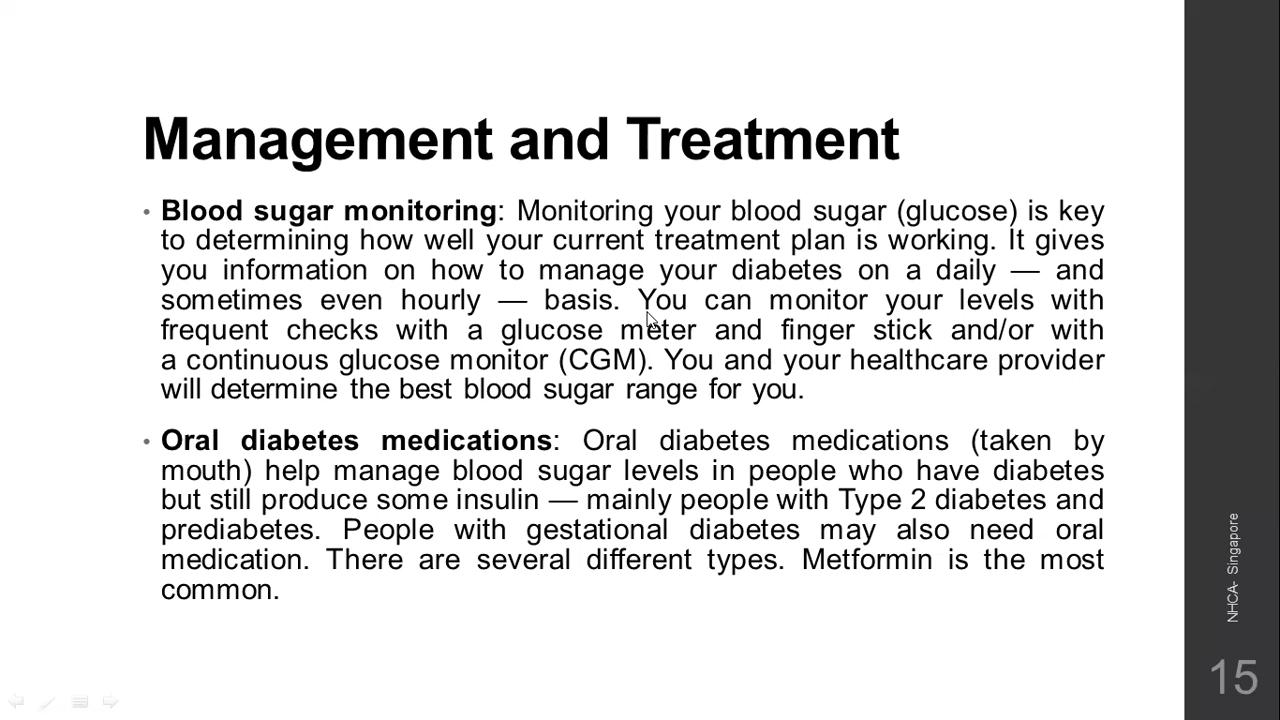 Management and Treatment
• Blood sugar monitoring: Monitoring your blood sugar (glucose) is key
to determining how well your current treatment plan is working. It gives
you information on how to manage your diabetes on a daily — and
sometimes even hourly — basis. You can monitor your levels with
frequent checks with a glucose meter and finger stick and/or with
a continuous glucose monitor (CGM). You and your healthcare provider
will determine the best blood sugar range for you.
• Oral diabetes medications: Oral diabetes medications (taken by
mouth) help manage blood sugar levels in people who have diabetes
but still produce some insulin — mainly people with Type 2 diabetes and
prediabetes. People with gestational diabetes may also need oral
medication. There are several different types. Metformin is the most
common.
NHCA- Singapore
15